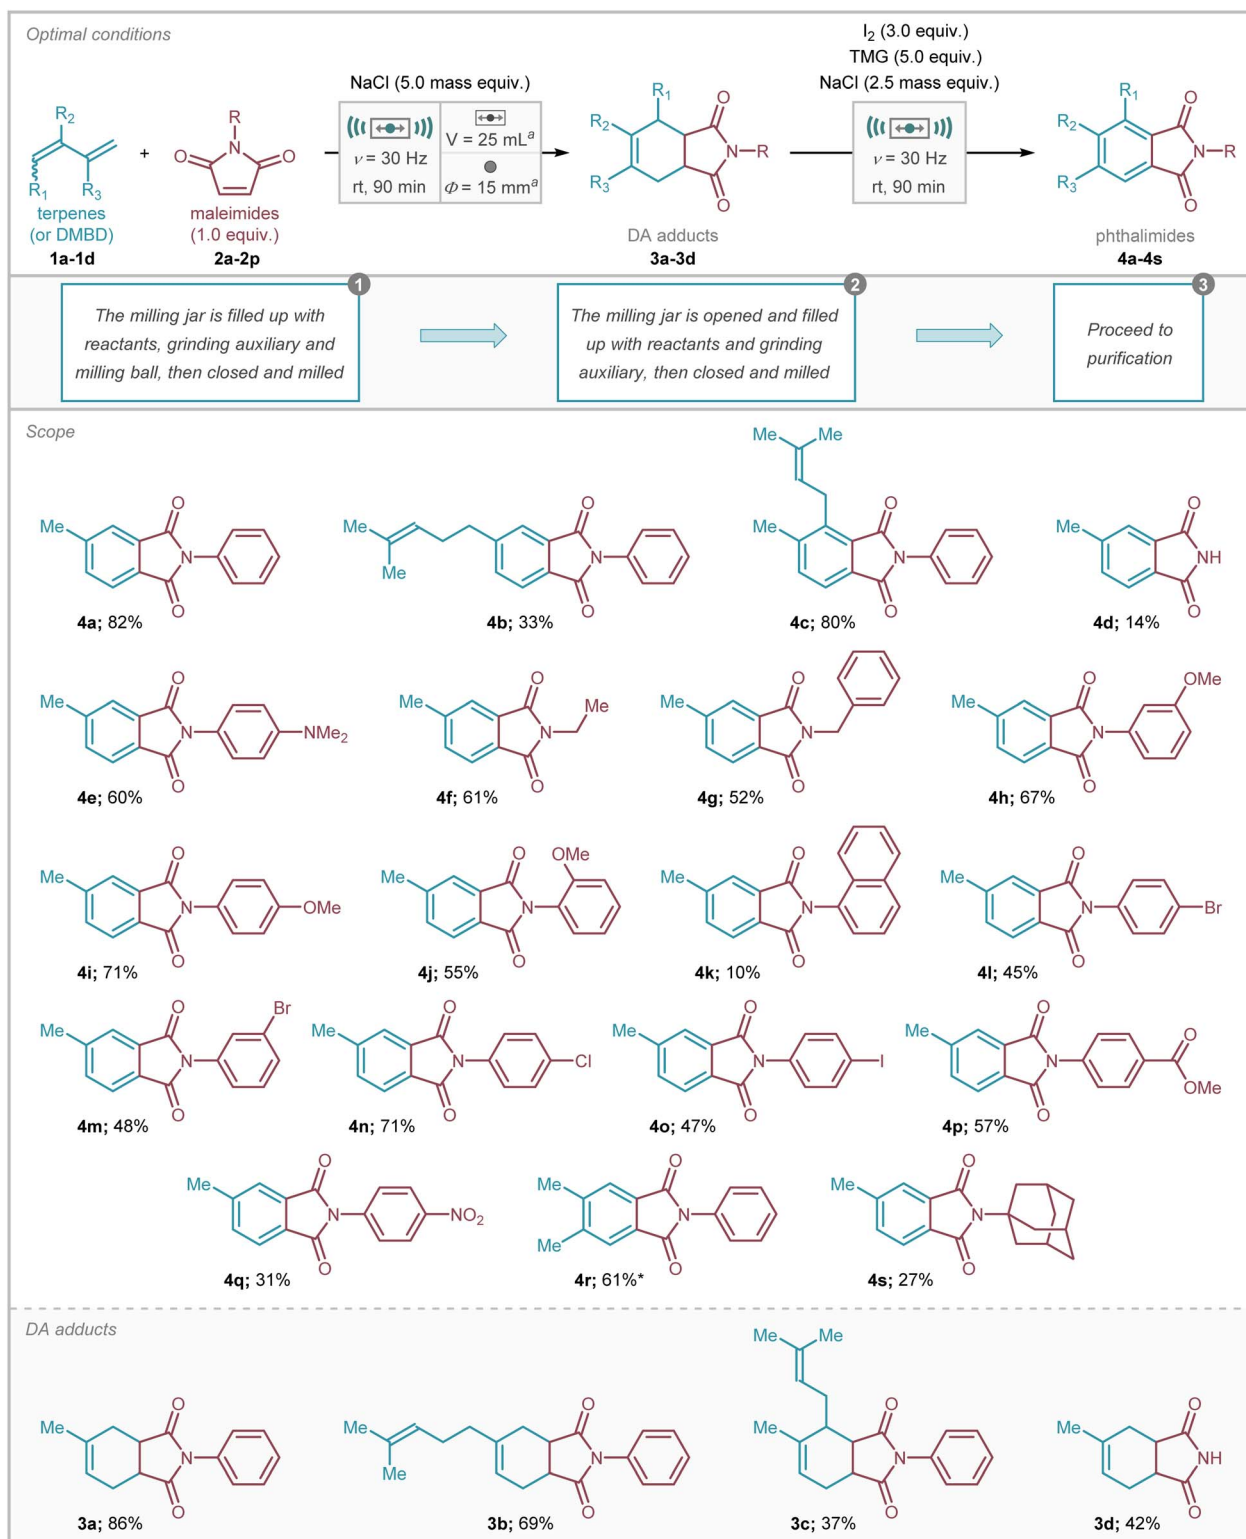 Optimal conditions
I2 (3.0 equiv.)
TMG (5.0 equiv.)
NaCl (5.0 mass equiv.)
NaCl (2.5 mass equiv.)
R2
R1
R3
+
R
N
O
O
ν = 30 Hz
rt, 90 min
V = 25 mLa
Φ = 15 mma
R1
R2
R3
O
N-R
O
ν = 30 Hz
rt, 90 min
R1
R2
R3
O
N-R
O
terpenes
(or DMBD)
1a-1d
maleimides
(1.0 equiv.)
2a-2p
DA adducts
3a-3d
phthalimides
4a-4s
1
The milling jar is filled up with
reactants, grinding auxiliary and
milling ball, then closed and milled
2
The milling jar is opened and filled
up with reactants and grinding
auxiliary, then closed and milled
3
Proceed to
purification
Scope
Me
O
N
O
4a; 82%
Me
Me
O
N
O
4b; 33%
Me
Me
Me
O
N
O
4c; 80%
Me
O
NH
O
4d; 14%
Me
O
N
O
NMe2
4e; 60%
Me
O
N
O
Me
4f; 61%
Me
O
N
O
4g; 52%
Me
O
N
O
OMe
4h; 67%
Me
O
N
O
OMe
4i; 71%
Me
O
N
O
OMe
4j; 55%
Me
O
N
O
4k; 10%
Me
O
N
O
Br
4l; 45%
Me
O
N
O
Br
4m; 48%
Me
O
N
O
Cl
4n; 71%
Me
O
N
O
I
4o; 47%
Me
O
N
O
O
OMe
4p; 57%
Me
O
N
O
NO2
4q; 31%
Me
Me
O
N
O
4r; 61%*
Me
O
N
O
4s; 27%
DA adducts
Me
O
N
O
3a; 86%
Me
Me
O
N
O
3b; 69%
Me
Me
Me
O
N
O
3c; 37%
Me
O
NH
O
3d; 42%